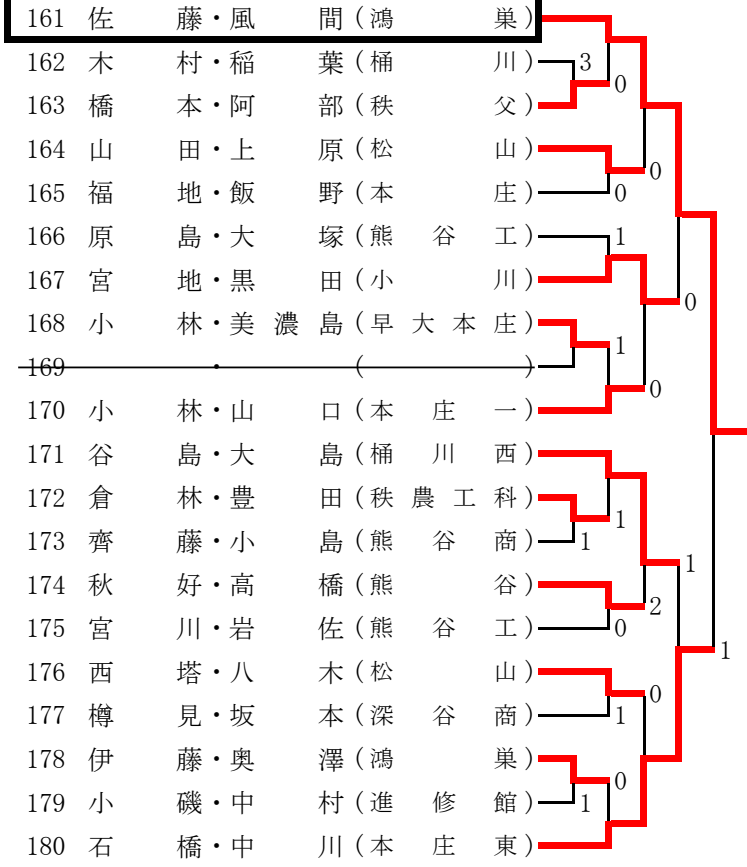 161 佐藤・風間(鴻巣)
162 木村・稲葉(桶川) 3
0
163 橋本・阿部(秩父)
164 山田・上原(松山)
0
165 福地・飯野(本庄) 0
166 原島・大塚(熊谷工) 1
167 宮地・黒田(小川)
0
168 小林・美濃島(早大本庄)
1
169 ・( )
0
170 小林・山口(本庄一)
171 谷島・大島(桶川西)
172 倉林・豊田(秩農工科)
1
173 齊藤・小島(熊谷商) 1
1
174 秋好・高橋(熊谷)
2
175 宮川・岩佐(熊谷工) 0
1
176 西塔・八木(松山)
0
177 樽見・坂本(深谷商) 1
178 伊藤・奥澤(鴻巣)
0
179 小磯・中村(進修館) 1
180 石橋・中川(本庄東)